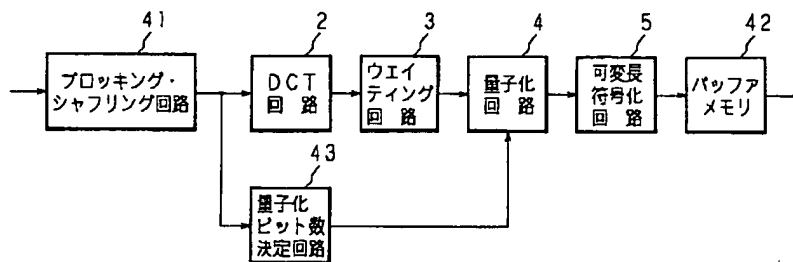 41
ブロッキング・
シャフリング回路
2
DCT
回路
3
ウエイ
ティング
回路
4
量子化
回路
5
可変長
符号化
回路
42
バッファ
メモリ
43
量子化
ビット数
決定回路